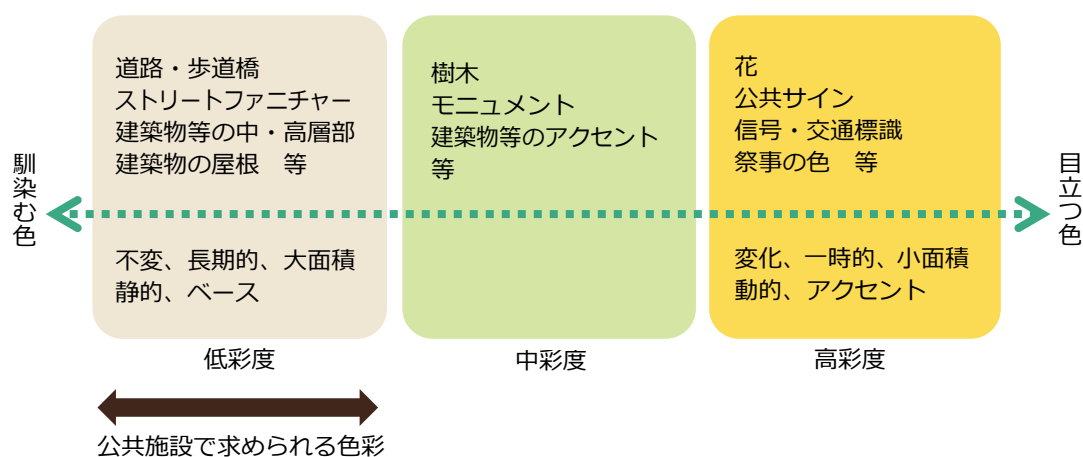 道路・歩道橋
ストリートファニチャー
建築物等の中・高層部
建築物の屋根　等
樹木
モニュメント
建築物等のアクセント
等
花
公共サイン
信号・交通標識
祭事の色　等
馴染む色
目立つ色
不変、長期的、大面積
静的、ベース
変化、一時的、小面積
動的、アクセント
低彩度
中彩度
高彩度
公共施設で求められる色彩